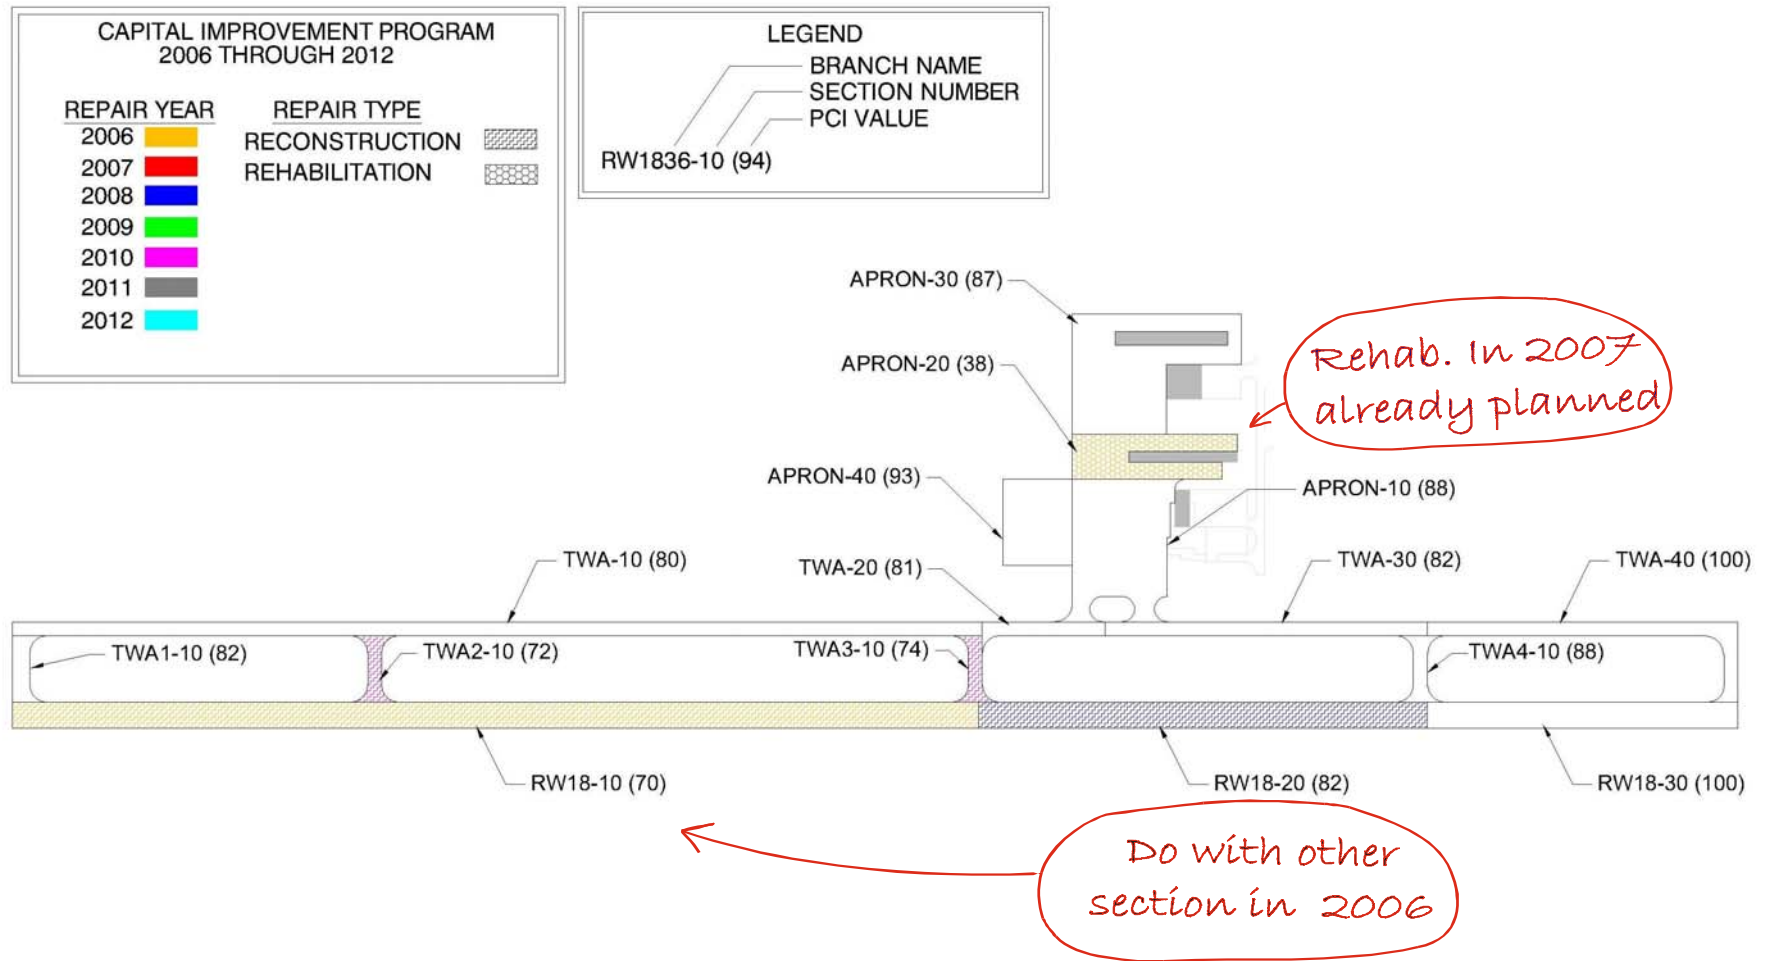 CAPITAL IMPROVEMENT PROGRAM
2006 THROUGH 2012
REPAIR YEAR
2006
2007
2008
2009
2010
2011
2012
REPAIR TYPE
RECONSTRUCTION
REHABILITATION
LEGEND
BRANCH NAME
SECTION NUMBER
PCI VALUE
RW1836-10 (94)
APRON-30 (87)
APRON-20 (38)
Rehab. In 2007
already planned
APRON-40 (93)
APRON-10 (88)
TWA-10 (80)
TWA-20 (81)
TWA-30 (82)
TWA-40 (100)
TWA1-10 (82)
TWA2-10 (72)
TWA3-10 (74)
TWA4-10 (88)
RW18-10 (70)
RW18-20 (82)
RW18-30 (100)
Do with other
section in 2006